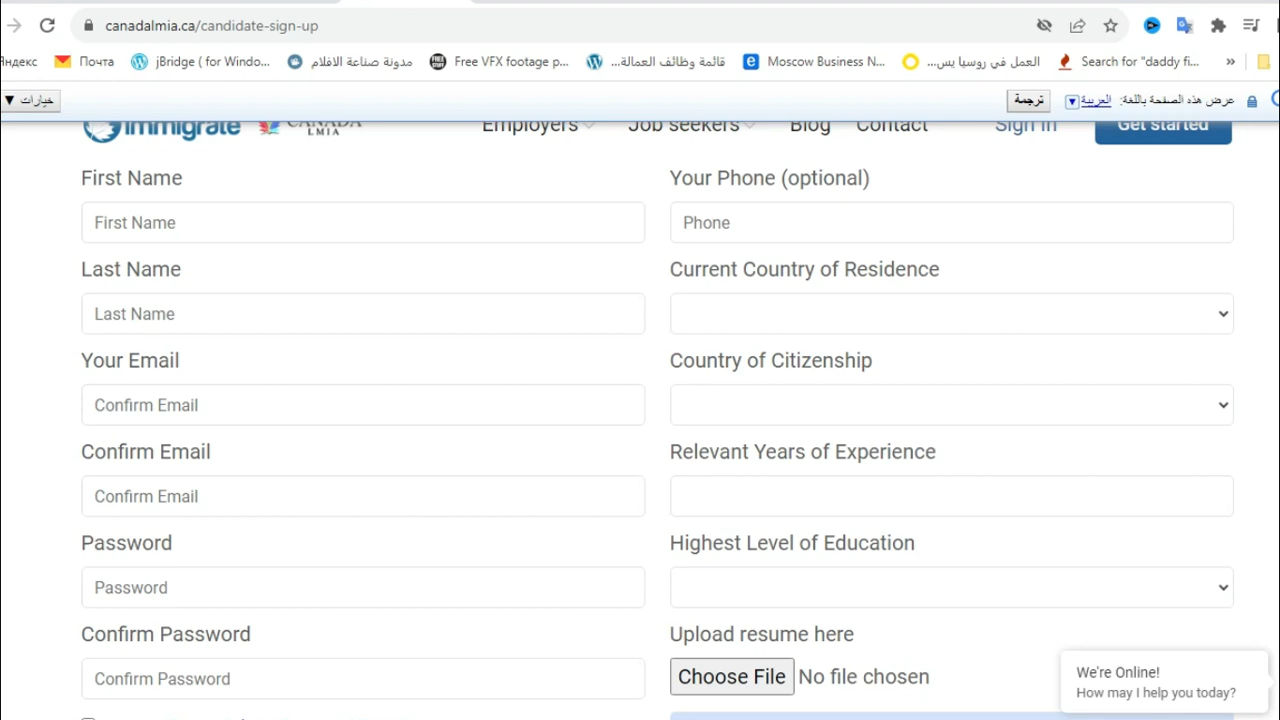 canadalmia.ca/candidate-sign-up
Яндекс Почта jBridge ( for Windo... مدونة صناعة الافلام Free VFX footage p... قائمة وظائف العمالة... Moscow Business N... العمل في روسيا يس... Search for "daddy fi... »
عرض هذه الصفحة باللغة: العربية ▼ ترجمة خيارات ▼
immigrate CANADA LMIA Employers Job seekers Blog Contact Sign in Get started
First Name
First Name
Last Name
Last Name
Your Email
Confirm Email
Confirm Email
Confirm Email
Password
Password
Confirm Password
Confirm Password
Your Phone (optional)
Phone
Current Country of Residence
Country of Citizenship
Relevant Years of Experience
Highest Level of Education
Upload resume here
Choose File No file chosen
We're Online!
How may I help you today?